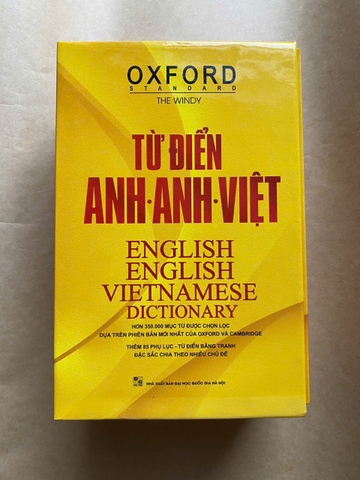 OXFORD
STANDARD
THE WINDY
TỪ ĐIỂN
ANH·ANH·VIỆT
ENGLISH
ENGLISH
VIETNAMESE
DICTIONARY
HƠN 350.000 MỤC TỪ ĐƯỢC CHỌN LỌC
DỰA TRÊN PHIÊN BẢN MỚI NHẤT CỦA OXFORD VÀ CAMBRIDGE
THÊM 85 PHỤ LỤC - TỪ ĐIỂN BẰNG TRANH
ĐẶC SẮC CHIA THEO NHIỀU CHỦ ĐỀ
NHÀ XUẤT BẢN ĐẠI HỌC QUỐC GIA HÀ NỘI